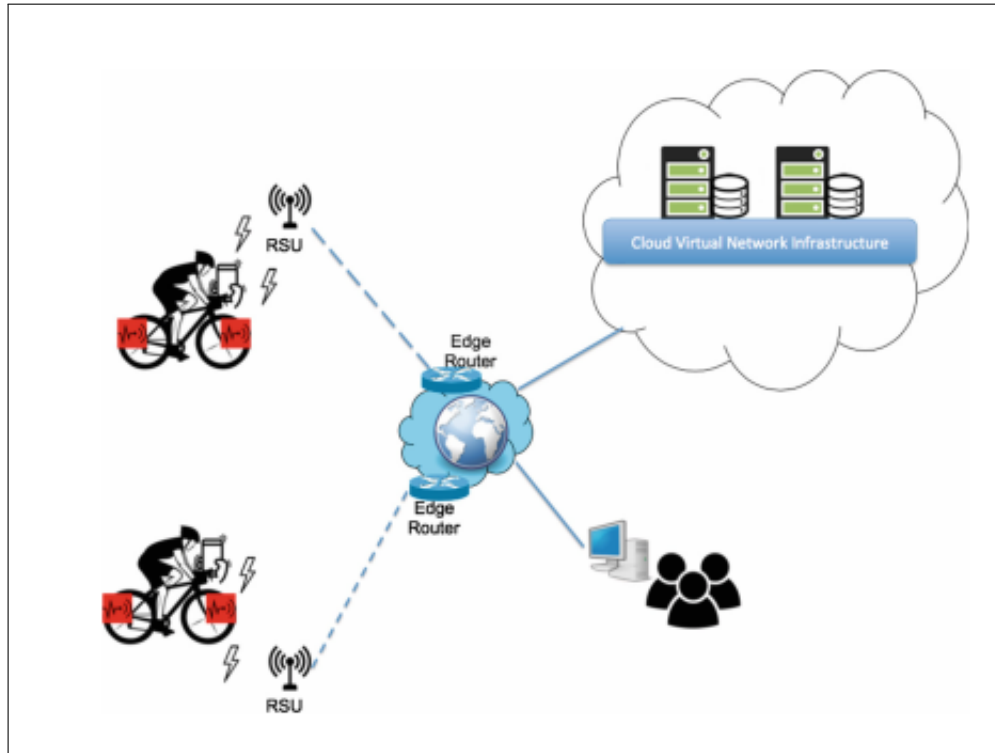 Cloud Virtual Network Infrastructure
RSU
Edge
Router
Edge
Router
RSU